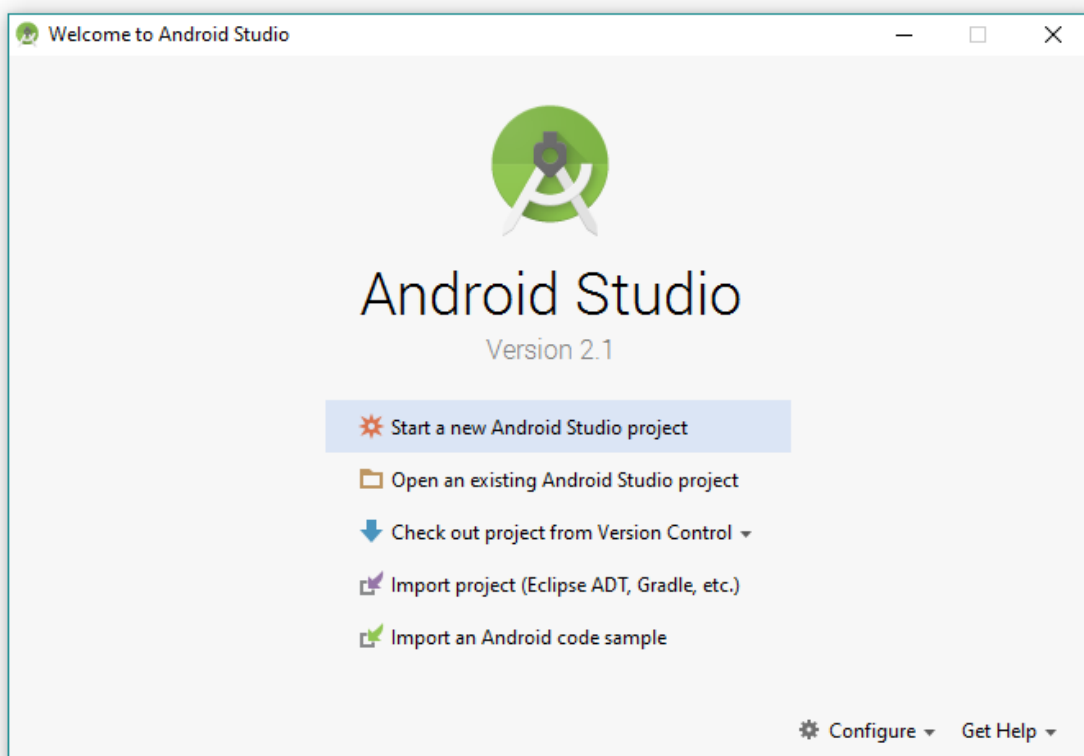 Welcome to Android Studio
Android Studio
Version 2.1
Start a new Android Studio project
Open an existing Android Studio project
Check out project from Version Control
Import project (Eclipse ADT, Gradle, etc.)
Import an Android code sample
Configure Get Help